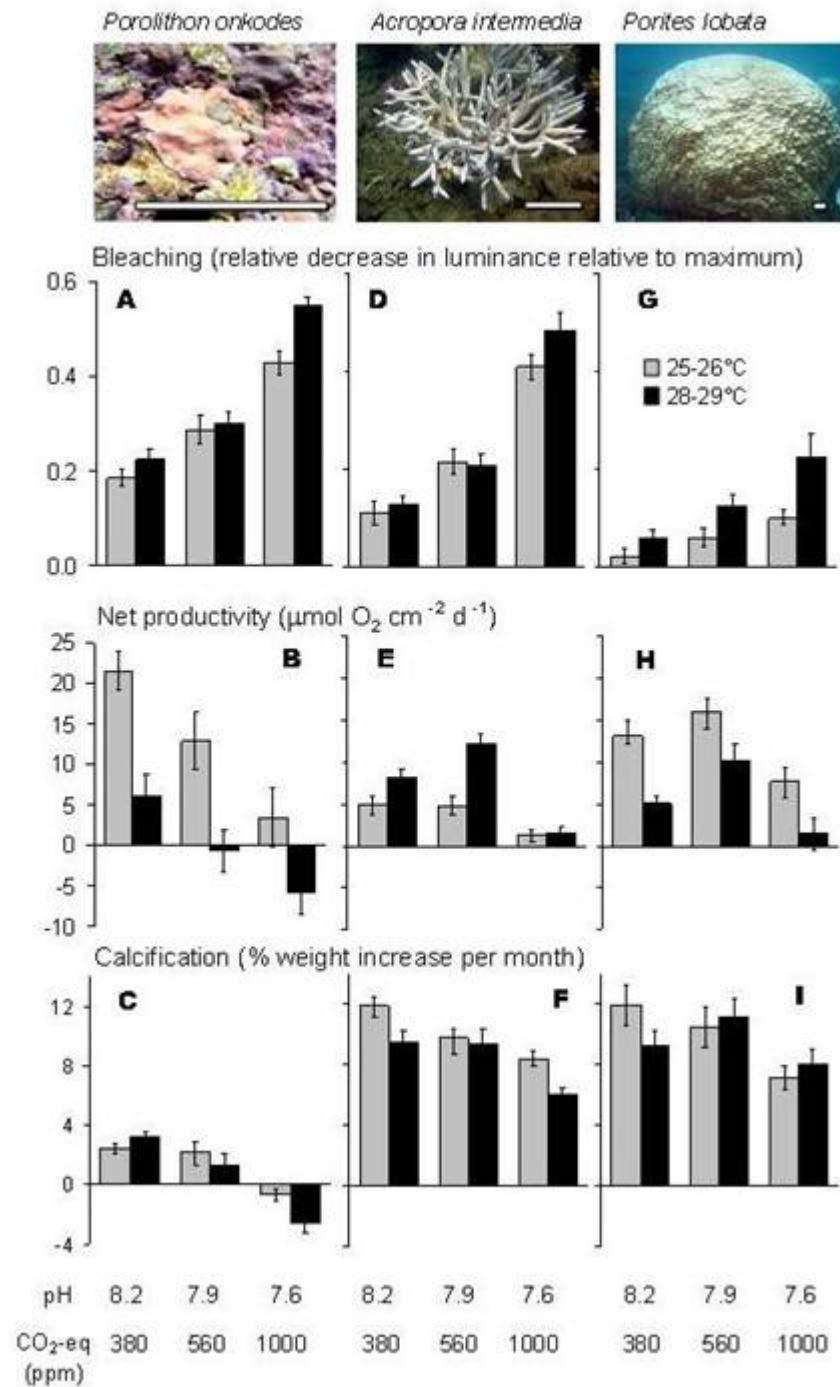 Porolithon onkodes Acropora intermedia Porites lobata
Bleaching (relative decrease in luminance relative to maximum)
0.6
A D G
25-26°C
0.4
28-29°C
0.2
0.0
Net productivity (µmol O₂ cm⁻² d⁻¹)
25
B E H
20
15
10
5
0
-5
-10
Calcification (% weight increase per month)
12
C F I
8
4
0
-4
pH 8.2 7.9 7.6 8.2 7.9 7.6 8.2 7.9 7.6
CO₂-eq 380 560 1000 380 560 1000 380 560 1000
(ppm)